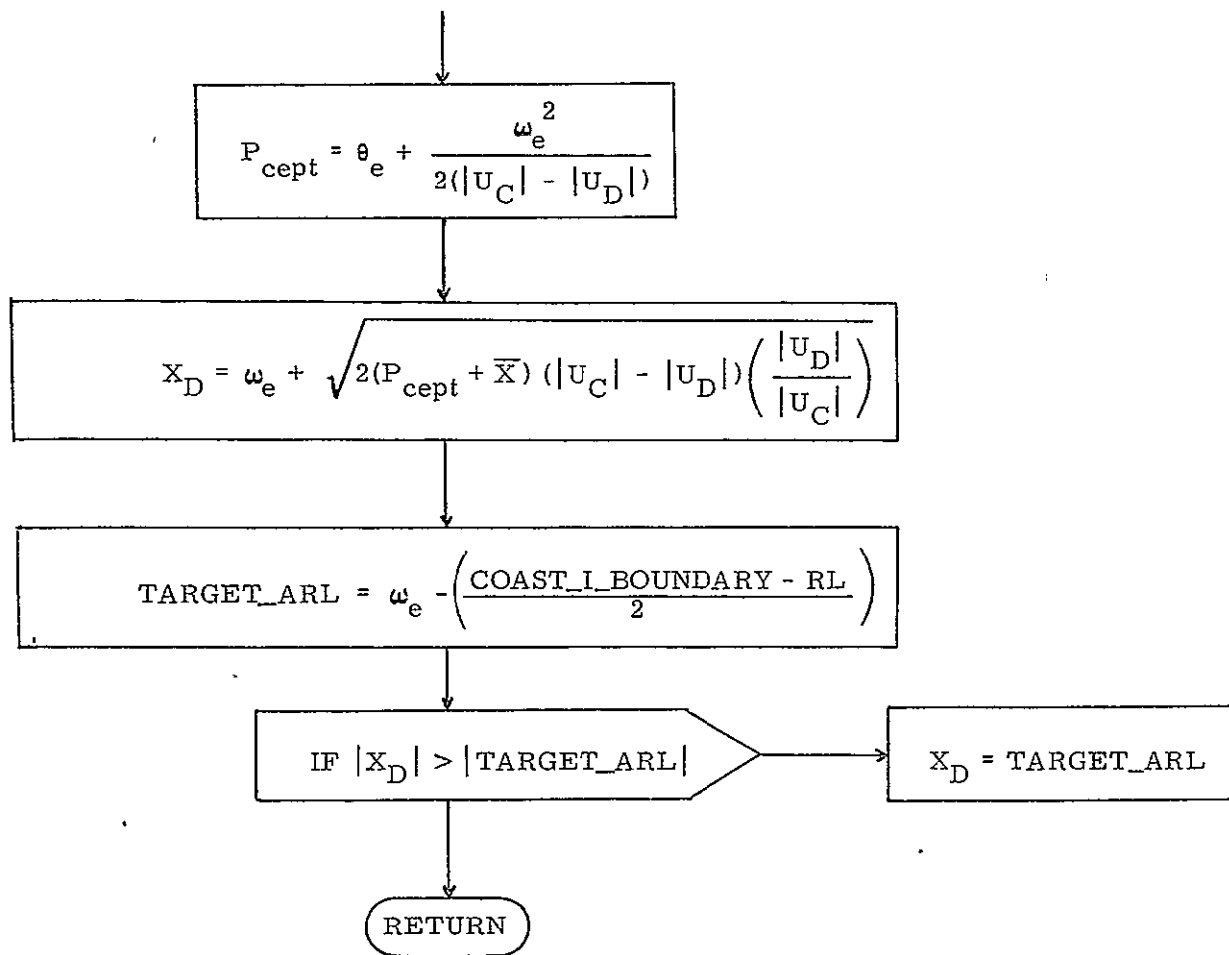 P_cept = θ_e + ω_e^2 / 2(|U_C| - |U_D|)
X_D = ω_e + √(2(P_cept + X̅) (|U_C| - |U_D|) (|U_D| / |U_C|))
TARGET_ARL = ω_e - (COAST_I_BOUNDARY - RL / 2)
IF |X_D| > |TARGET_ARL|
X_D = TARGET_ARL
RETURN